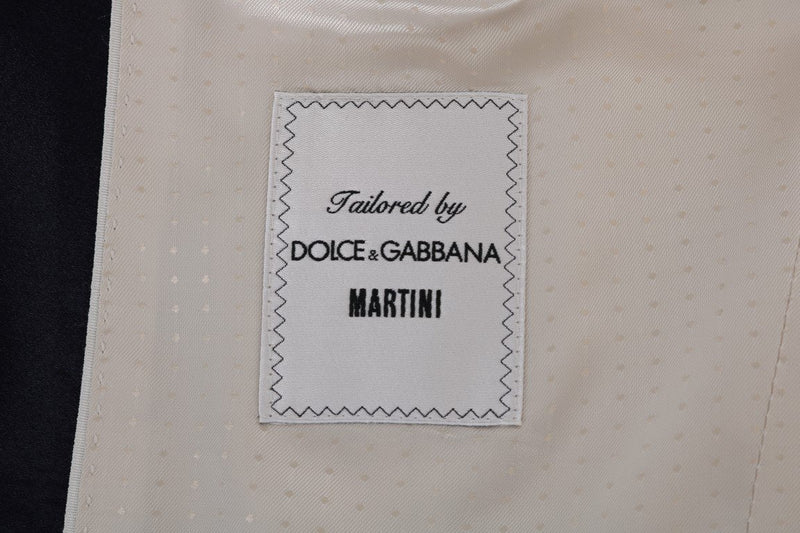 Tailored by
DOLCE & GABBANA
MARTINI